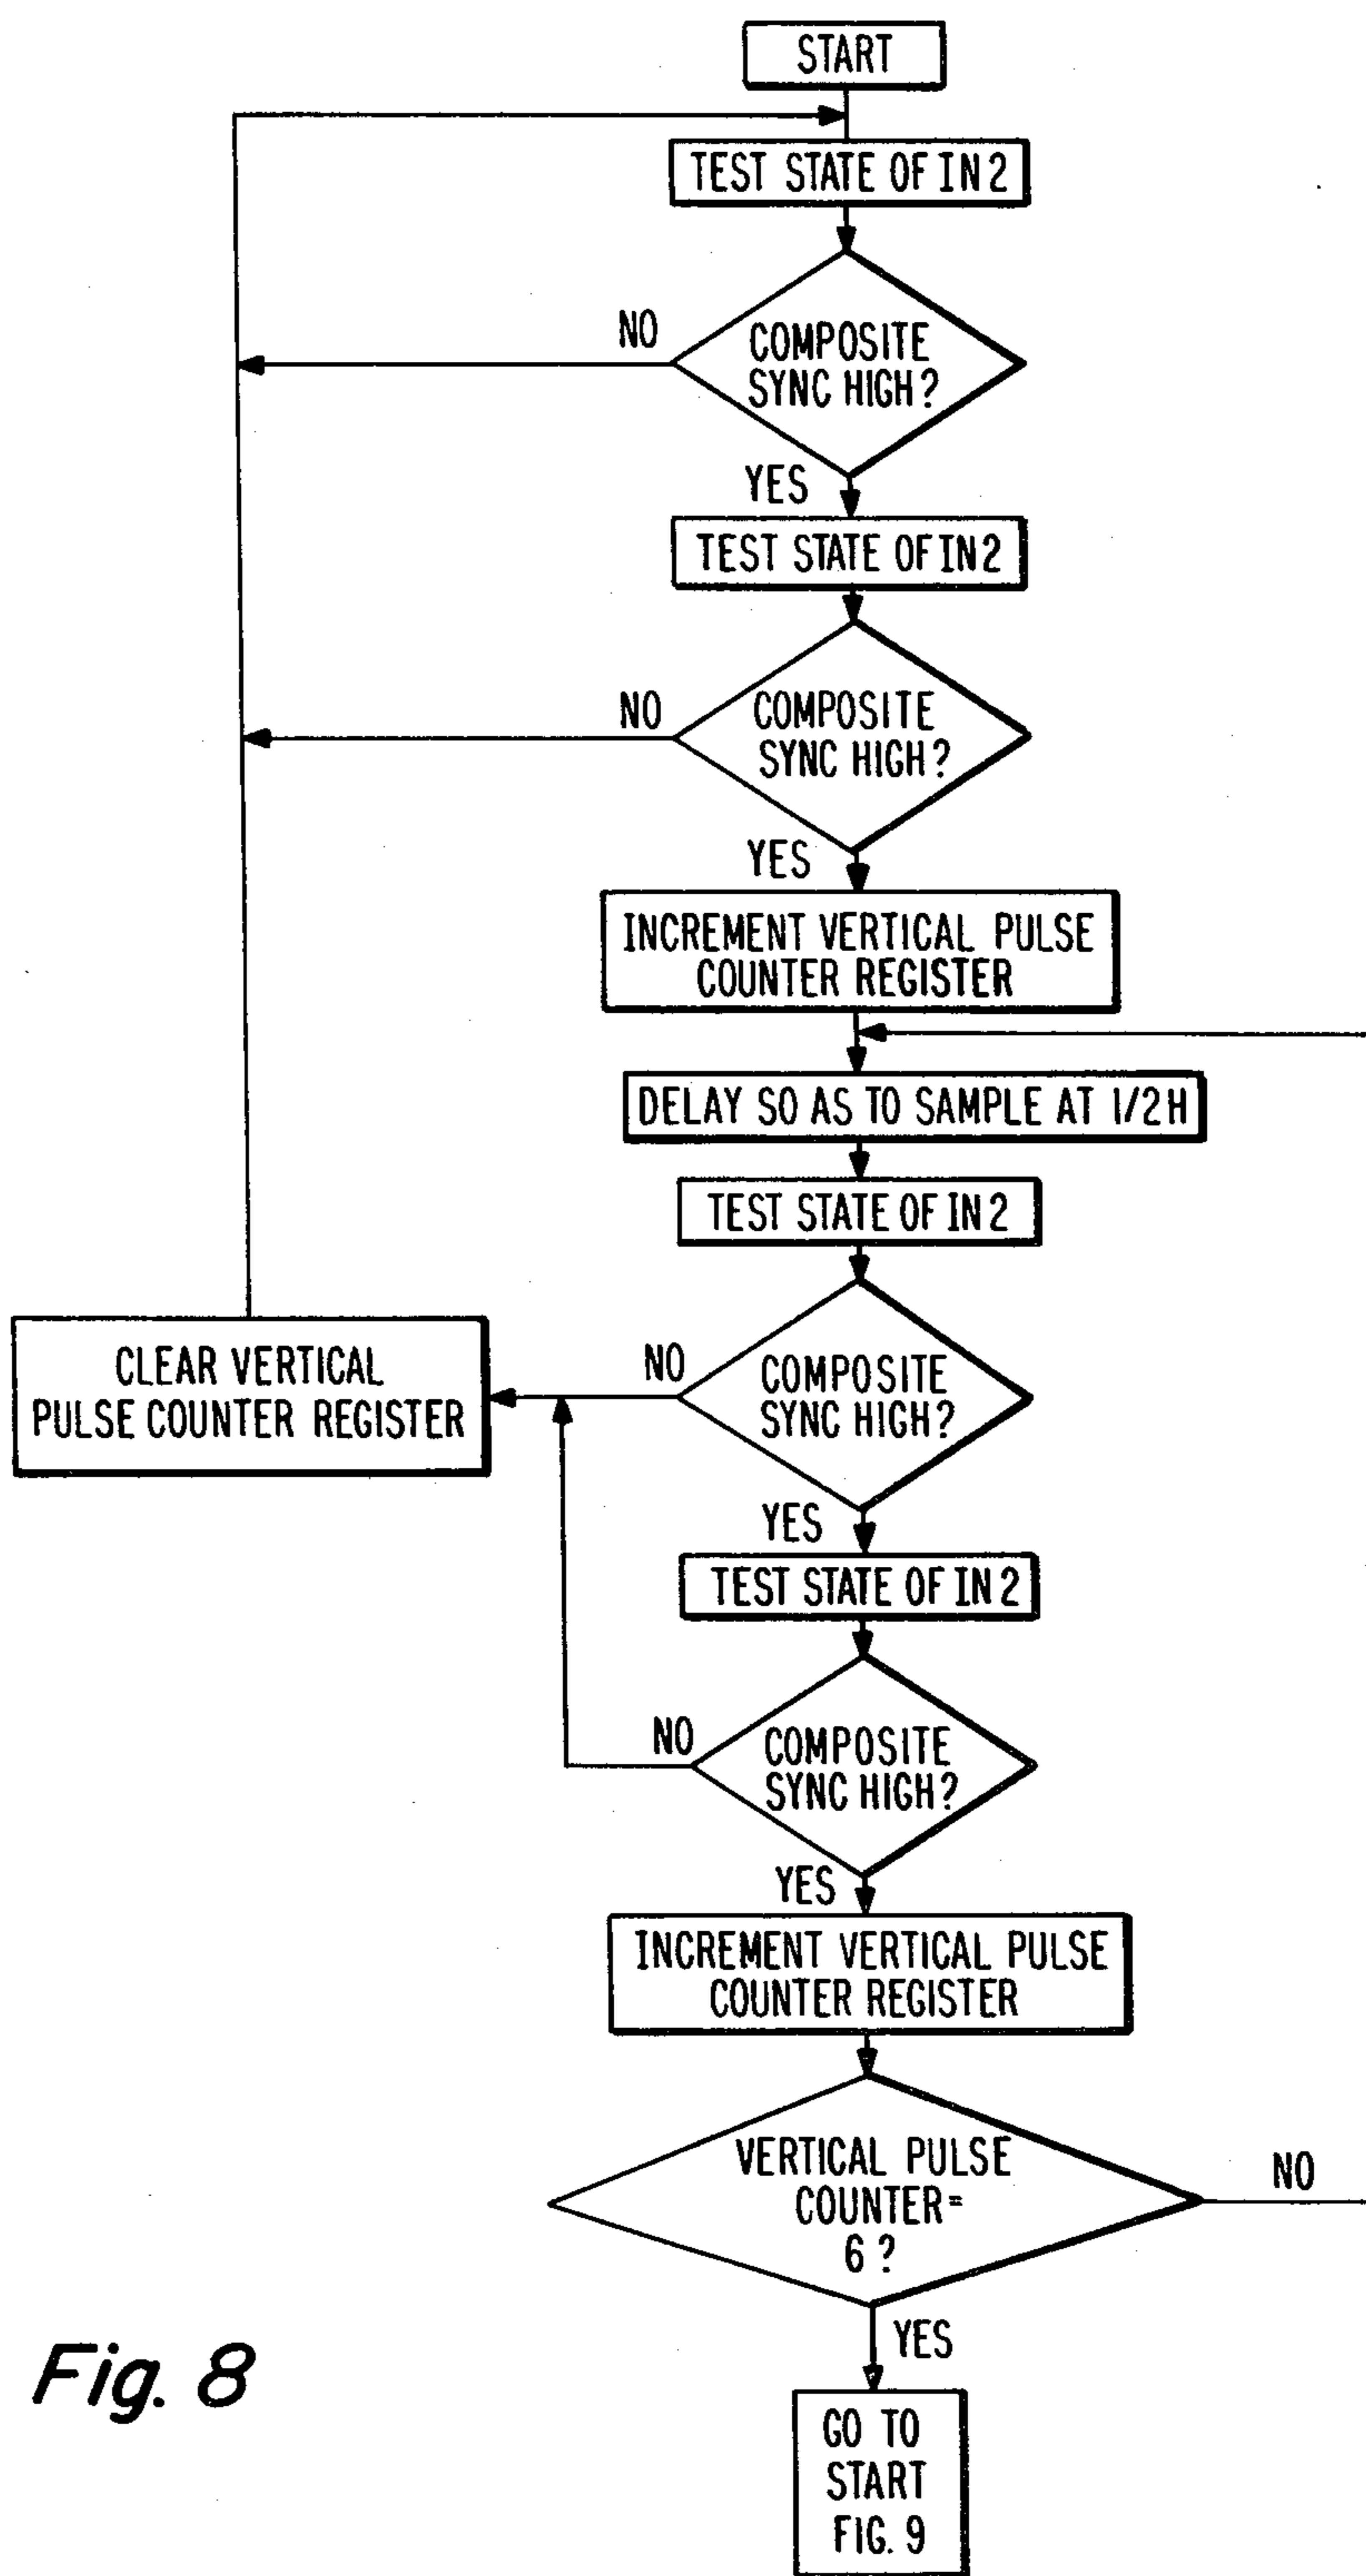 START
TEST STATE OF IN 2
COMPOSITE
SYNC HIGH?
NO
YES
TEST STATE OF IN 2
COMPOSITE
SYNC HIGH?
NO
YES
INCREMENT VERTICAL PULSE
COUNTER REGISTER
DELAY SO AS TO SAMPLE AT 1/2 H
TEST STATE OF IN 2
COMPOSITE
SYNC HIGH?
NO
CLEAR VERTICAL
PULSE COUNTER REGISTER
YES
TEST STATE OF IN 2
COMPOSITE
SYNC HIGH?
NO
YES
INCREMENT VERTICAL PULSE
COUNTER REGISTER
VERTICAL PULSE
COUNTER=
6?
NO
YES
GO TO
START
FIG. 9
Fig. 8